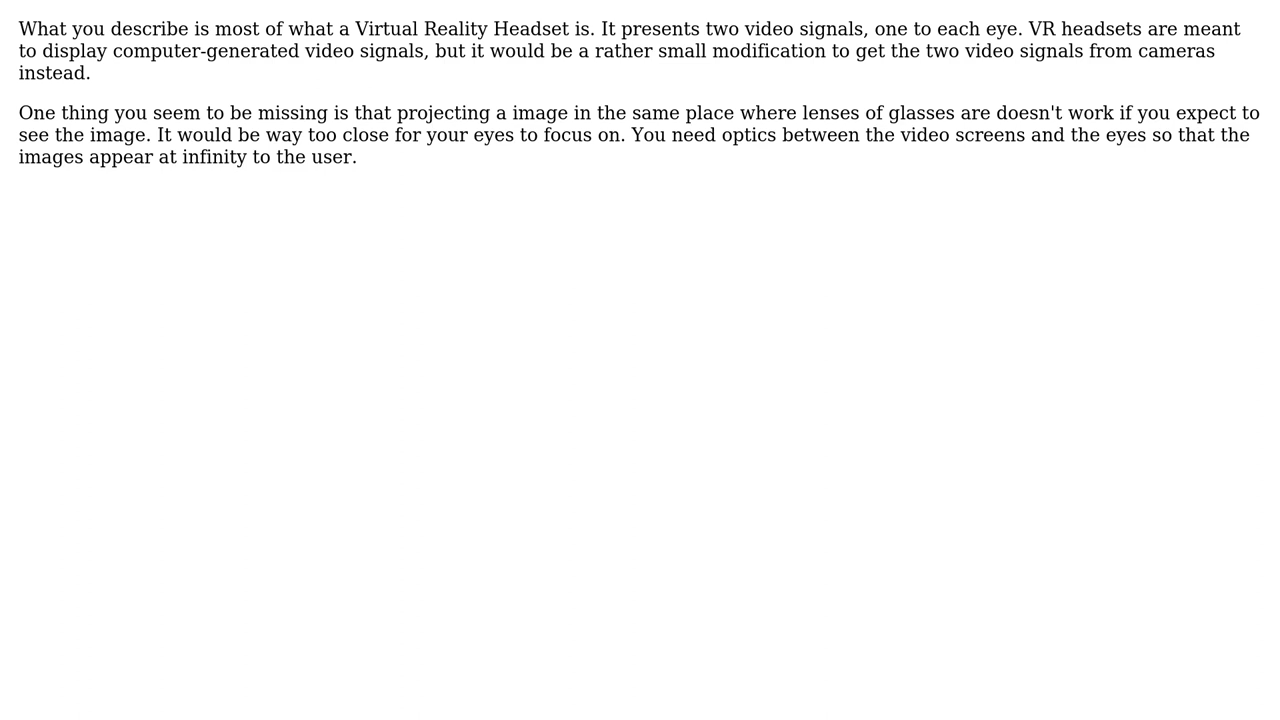 What you describe is most of what a Virtual Reality Headset is. It presents two video signals, one to each eye. VR headsets are meant
to display computer-generated video signals, but it would be a rather small modification to get the two video signals from cameras
instead.
One thing you seem to be missing is that projecting a image in the same place where lenses of glasses are doesn't work if you expect to
see the image. It would be way too close for your eyes to focus on. You need optics between the video screens and the eyes so that the
images appear at infinity to the user.